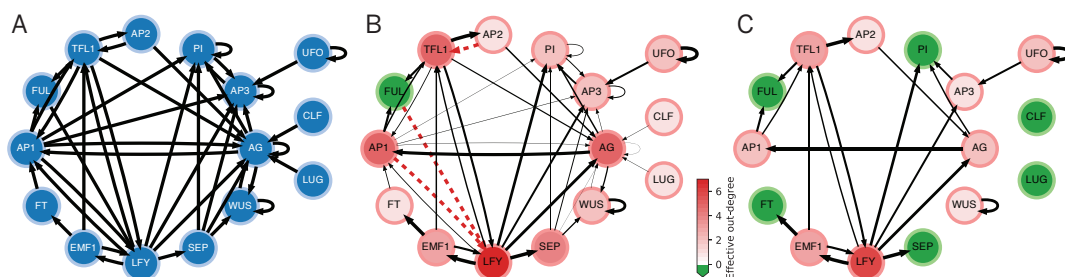 A
AP2
TFL1
PI
UFO
FUL
AP3
CLF
AP1
AG
LUG
FT
WUS
EMF1
SEP
LFY
B
AP2
TFL1
PI
UFO
FUL
AP3
CLF
AP1
AG
LUG
FT
WUS
EMF1
SEP
LFY
6
4
2
0
Effective out-degree
C
AP2
TFL1
PI
UFO
FUL
AP3
CLF
AP1
AG
LUG
FT
WUS
EMF1
SEP
LFY